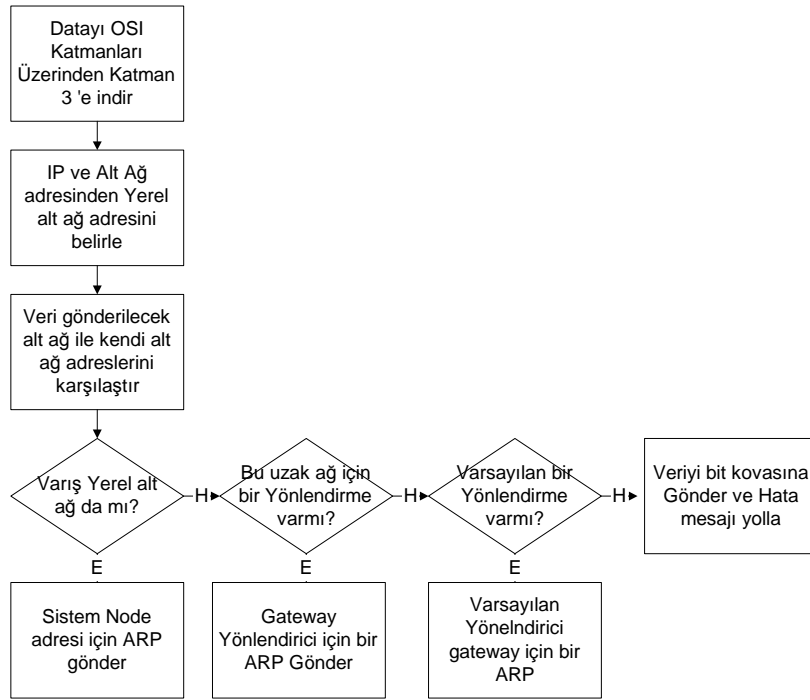 Datayı OSI
Katmanları
Üzerinden Katman
3 'e indir
IP ve Alt Ağ
adresinden Yerel
alt ağ adresini
belirle
Veri gönderilecek
alt ağ ile kendi alt
ağ adreslerini
karşılaştır
Varış Yerel alt
ağ da mı?
H
Bu uzak ağ için
bir Yönlendirme
varmı?
H
Varsayılan bir
Yönlendirme
varmı?
H
Veriyi bit kovasına
Gönder ve Hata
mesajı yolla
E
E
E
Sistem Node
adresi için ARP
gönder
Gateway
Yönlendirici için bir
ARP Gönder
Varsayılan
Yönelndirici
gateway için bir
ARP